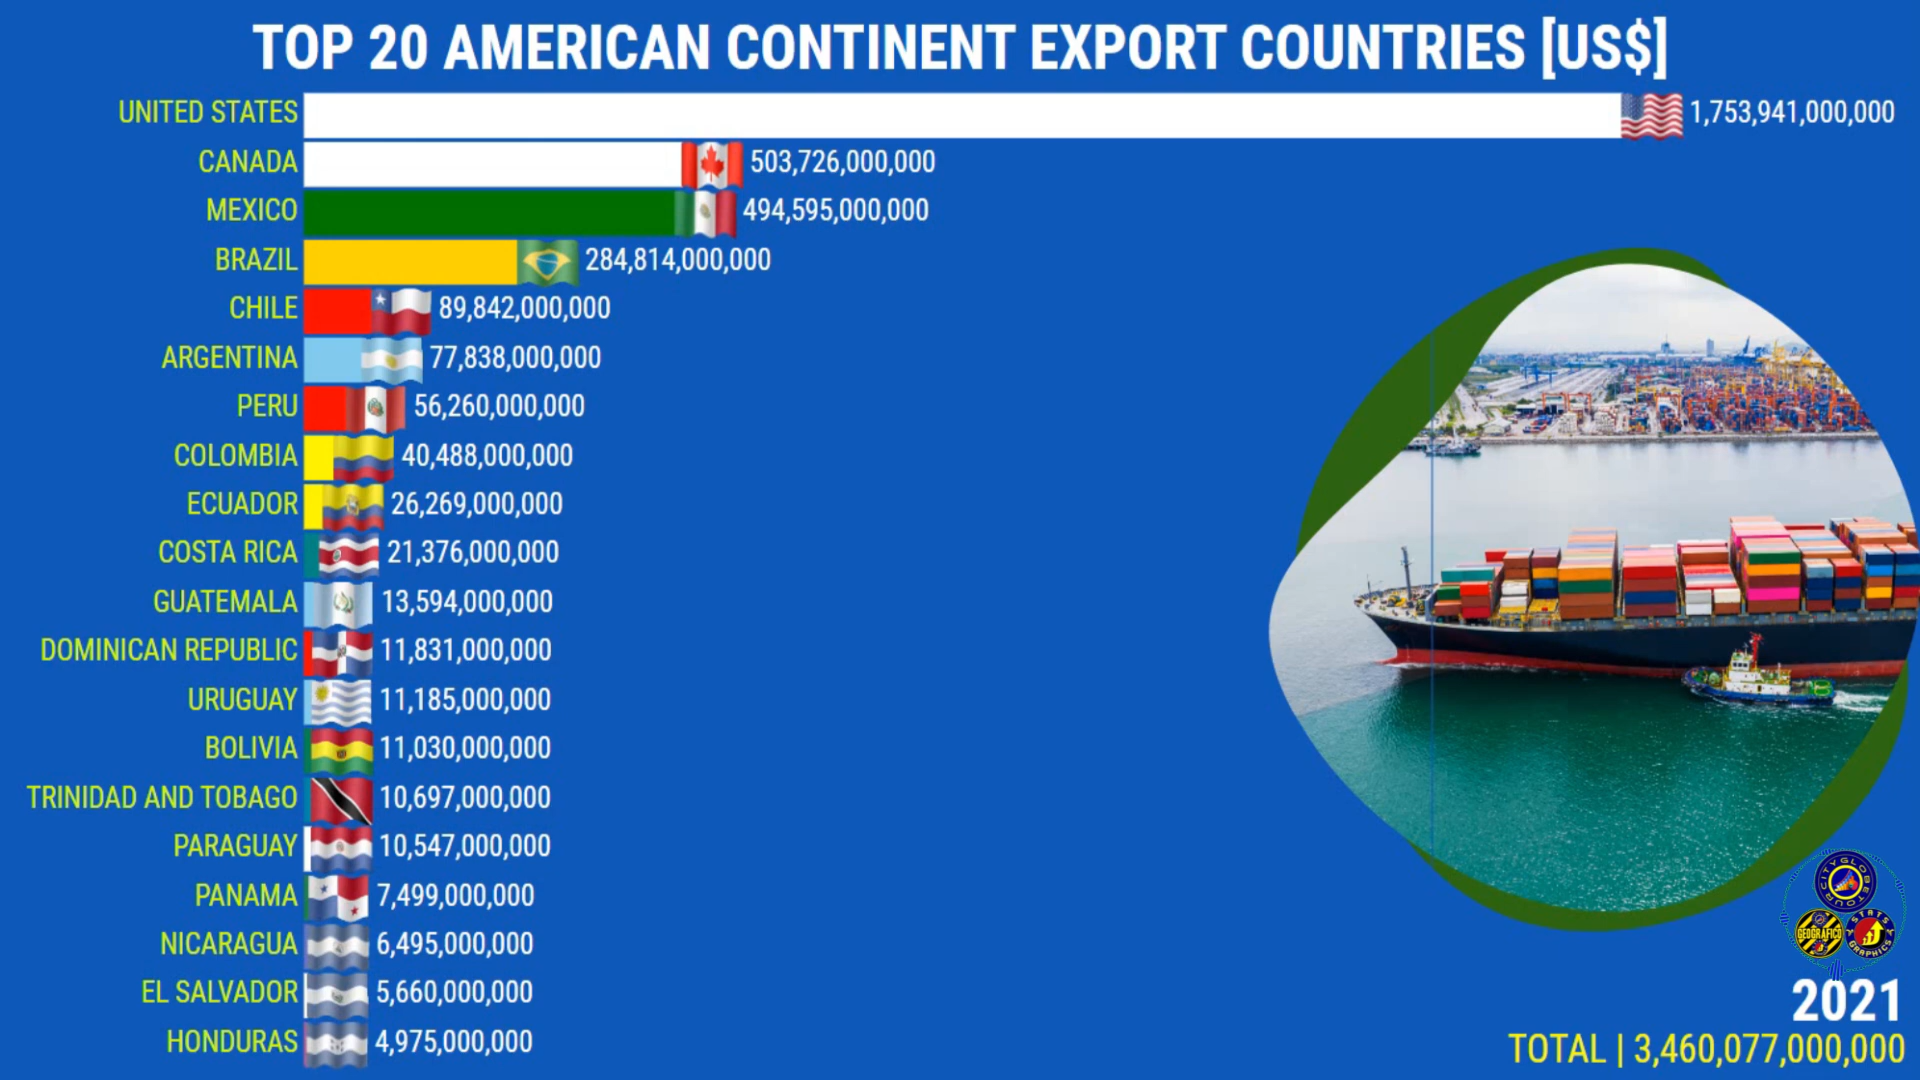 TOP 20 AMERICAN CONTINENT EXPORT COUNTRIES [US$]
UNITED STATES 1,753,941,000,000
CANADA 503,726,000,000
MEXICO 494,595,000,000
BRAZIL 284,814,000,000
CHILE 89,842,000,000
ARGENTINA 77,838,000,000
PERU 56,260,000,000
COLOMBIA 40,488,000,000
ECUADOR 26,269,000,000
COSTA RICA 21,376,000,000
GUATEMALA 13,594,000,000
DOMINICAN REPUBLIC 11,831,000,000
URUGUAY 11,185,000,000
BOLIVIA 11,030,000,000
TRINIDAD AND TOBAGO 10,697,000,000
PARAGUAY 10,547,000,000
PANAMA 7,499,000,000
NICARAGUA 6,495,000,000
EL SALVADOR 5,660,000,000
HONDURAS 4,975,000,000
CITYGLOBETOUR
GEOGRAFICO
STATS
GRAPHICS
2021
TOTAL | 3,460,077,000,000